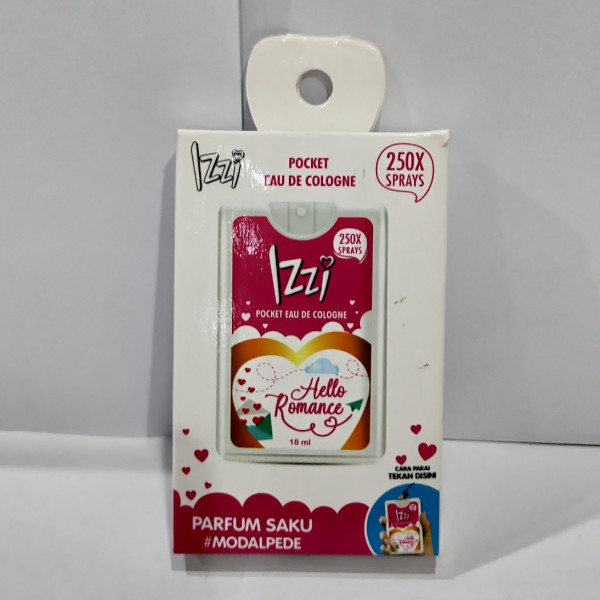 Izzi
POCKET
EAU DE COLOGNE
250X
SPRAYS
250X
SPRAYS
Izzi
POCKET EAU DE COLOGNE
Hello
Romance
18 ml
CARA PAKAI
TEKAN DISINI
Izzi
PARFUM SAKU
#MODALPEDE